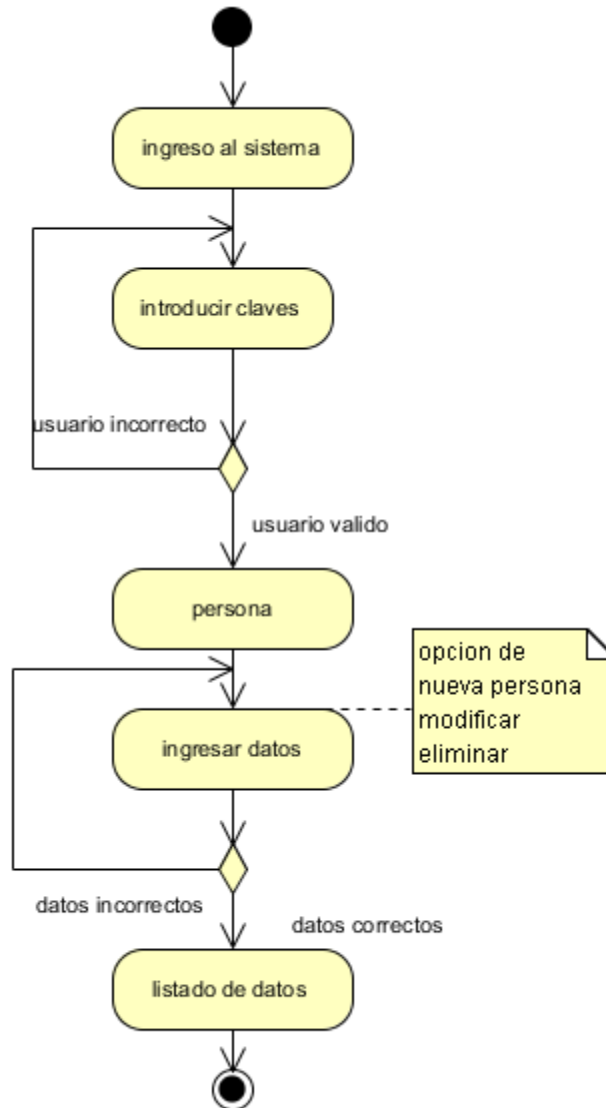 ingreso al sistema
introducir claves
usuario incorrecto
usuario valido
persona
opcion de
nueva persona
modificar
eliminar
ingresar datos
datos incorrectos
datos correctos
listado de datos